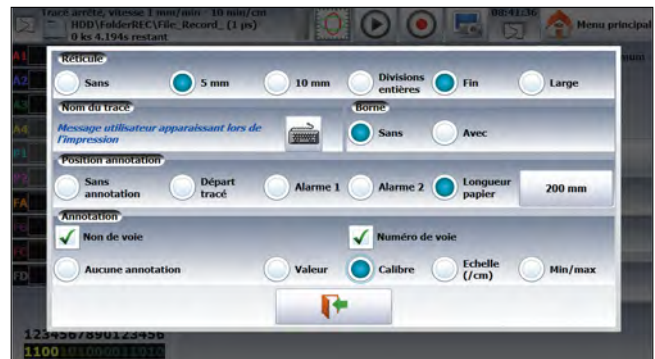 Trace arrêté, vitesse 1 mm/min - 10 min/cm
HDD\FolderREC\File_Record_ (1 ps)
0 ks 4.194s restant
08:41:36
Menu principal
Réticule
Sans
5 mm
10 mm
Divisions
entières
Fin
Large
Nom du tracé
Message utilisateur apparaissant lors de
l'impression
Borne
Sans
Avec
Position annotation
Sans
annotation
Départ
tracé
Alarme 1
Alarme 2
Longueur
papier
200 mm
Annotation
Non de voie
Numéro de voie
Aucune annotation
Valeur
Calibre
Echelle
(/cm)
Min/max
A1
A2
A3
A4
P1
P2
FA
FB
FC
FD
1234567890123456
1100101000011010